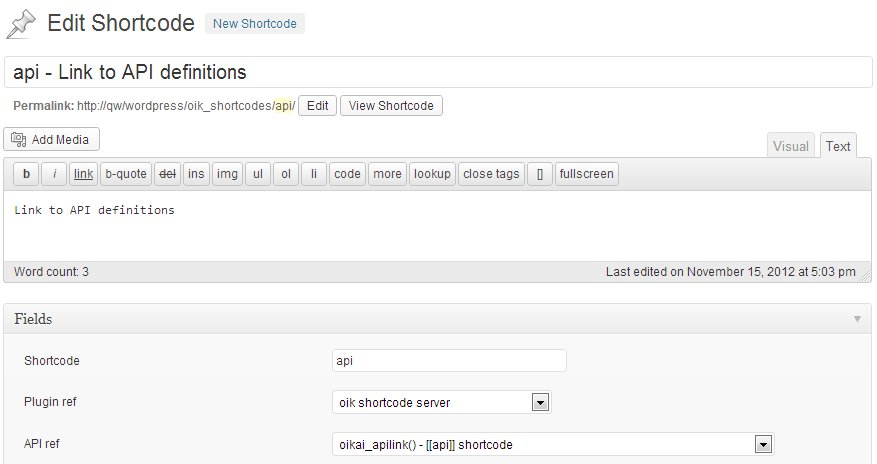 Edit Shortcode New Shortcode
api - Link to API definitions
Permalink: http://qw/wordpress/oik_shortcodes/api/ Edit View Shortcode
Add Media
Visual Text
b i link b-quote del ins img ul ol li code more lookup close tags [] fullscreen
Link to API definitions
Word count: 3 Last edited on November 15, 2012 at 5:03 pm
Fields
Shortcode api
Plugin ref oik shortcode server
API ref oikai_apilink() - [[api]] shortcode